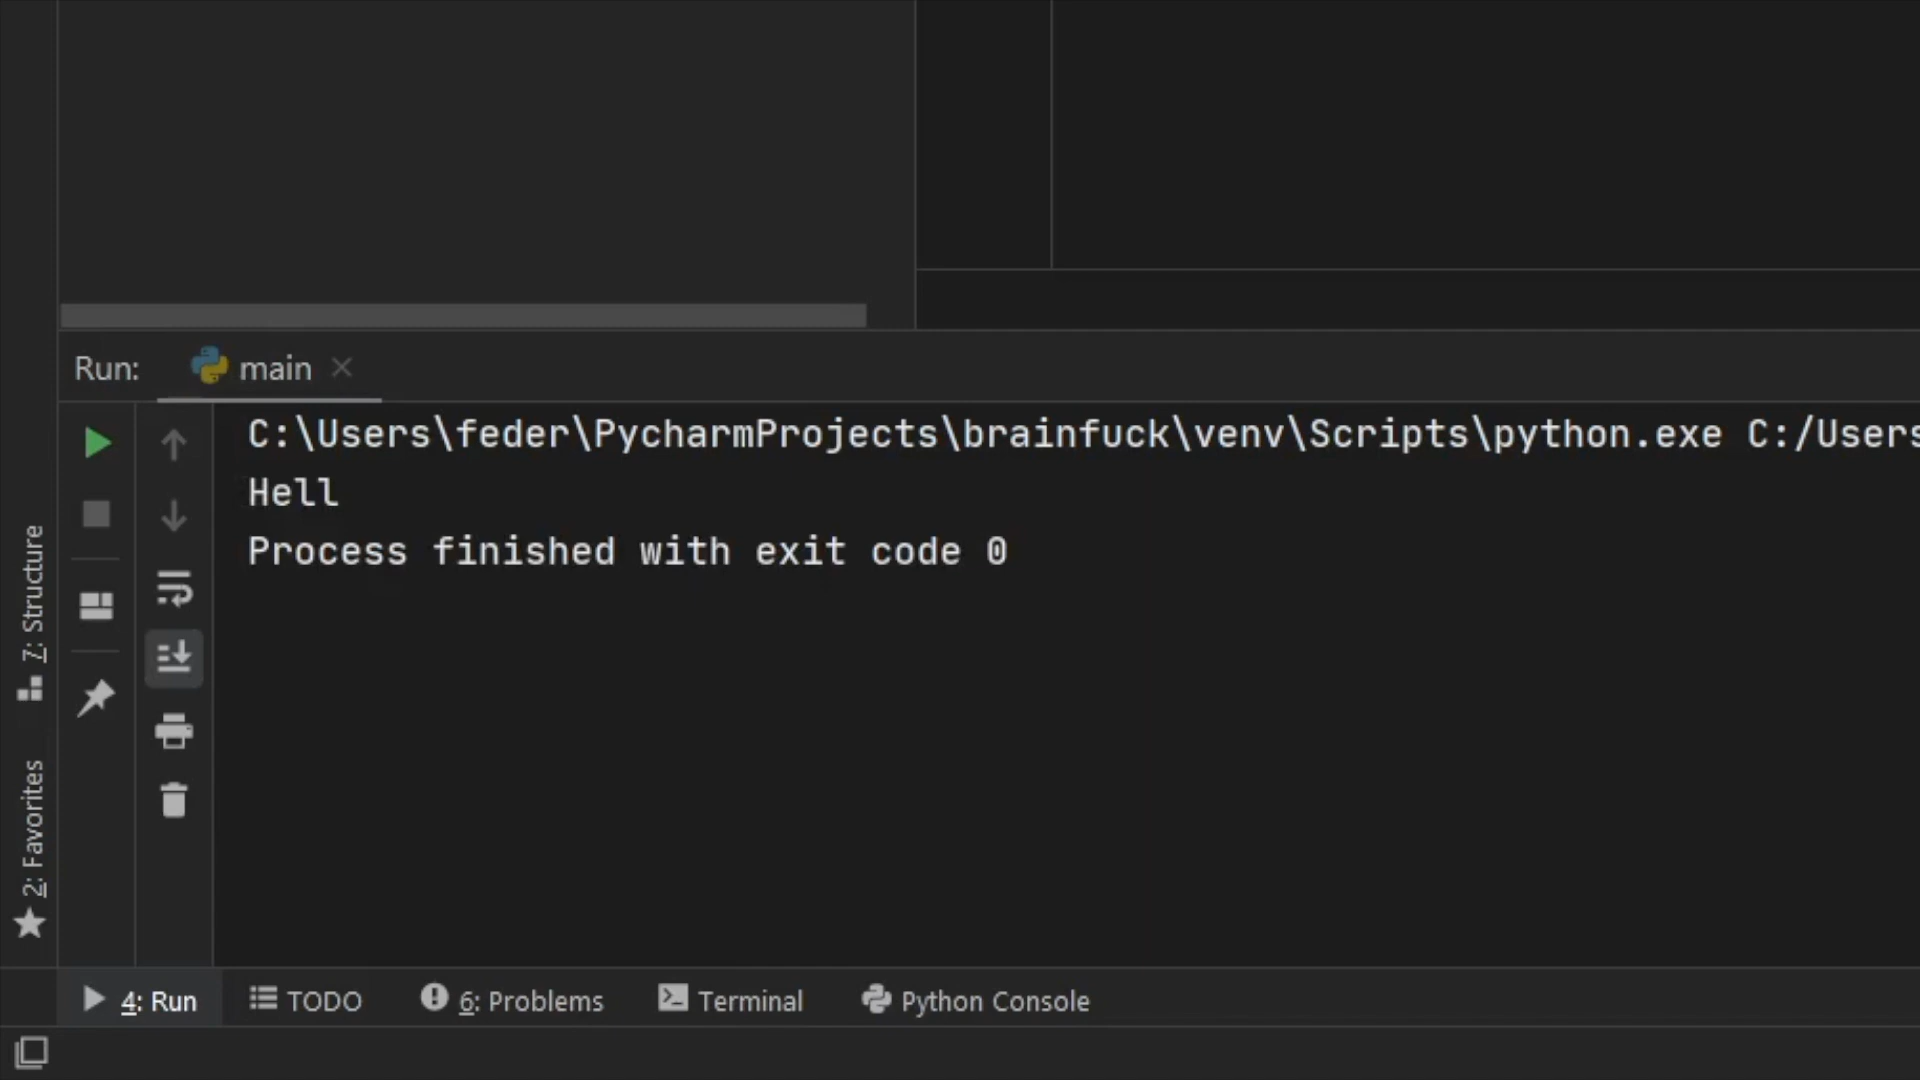 Run: main
C:\Users\feder\PycharmProjects\brainfuck\venv\Scripts\python.exe C:/Users
Hell
Process finished with exit code 0
7: Structure
2: Favorites
4: Run TODO 6: Problems Terminal Python Console